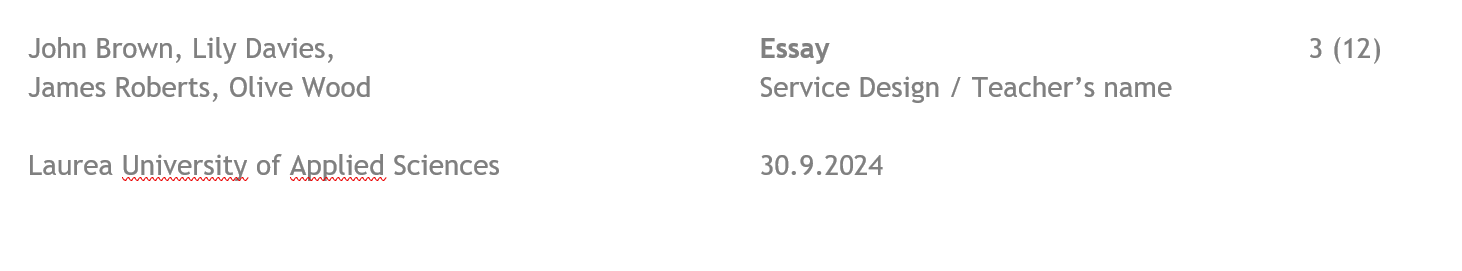 John Brown, Lily Davies, Essay 3 (12)
James Roberts, Olive Wood Service Design / Teacher’s name
Laurea University of Applied Sciences 30.9.2024